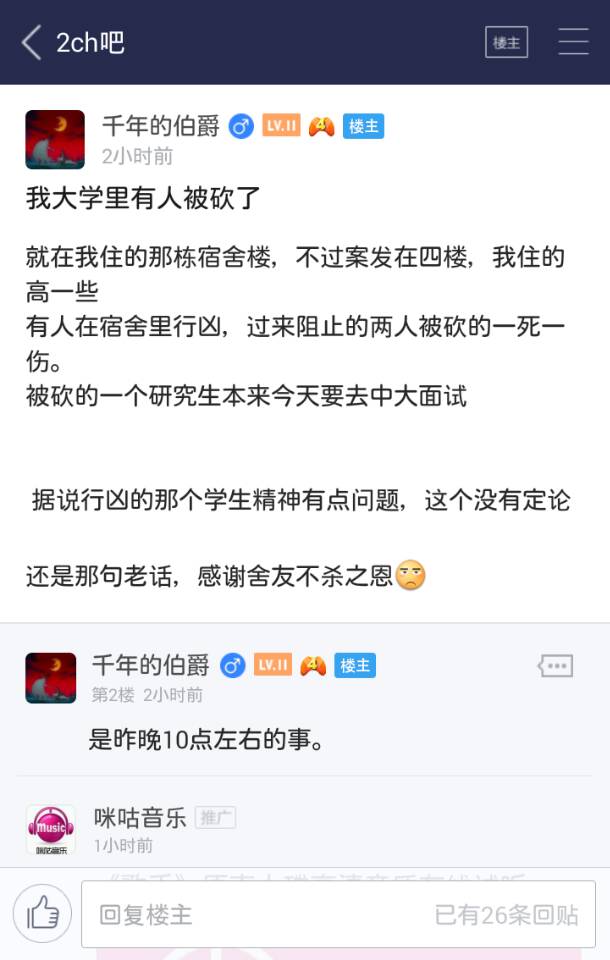 2ch吧
楼主
千年的伯爵
LV.11
4
楼主
2小时前
我大学里有人被砍了
就在我住的那栋宿舍楼，不过案发在四楼，我住的
高一些
有人在宿舍里行凶，过来阻止的两人被砍的一死一
伤。
被砍的一个研究生本来今天要去中大面试
据说行凶的那个学生精神有点问题，这个没有定论
还是那句老话，感谢舍友不杀之恩
千年的伯爵
LV.11
4
楼主
第2楼 2小时前
是昨晚10点左右的事。
music
咪咕音乐
咪咕音乐
推广
1小时前
回复楼主
已有26条回贴